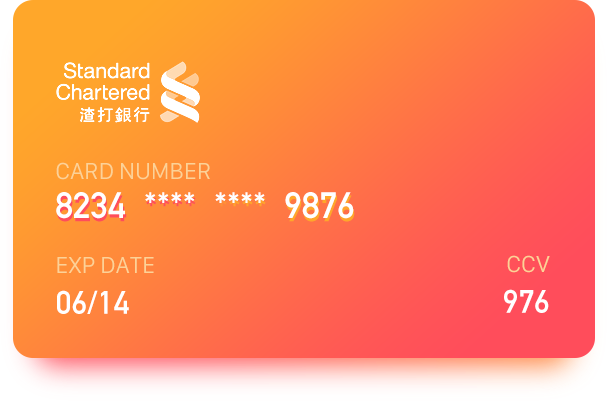 Standard
Chartered
渣打銀行
CARD NUMBER
8234 **** **** 9876
EXP DATE
CCV
06/14
976